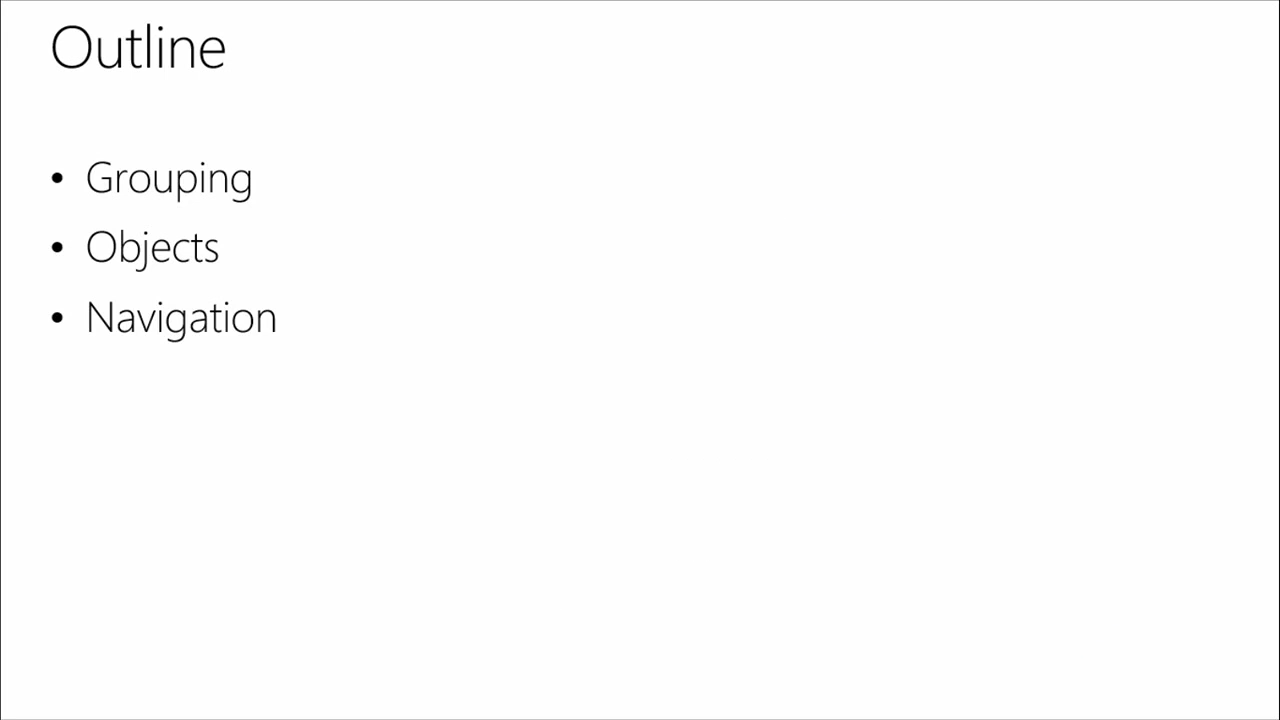 Outline
• Grouping
• Objects
• Navigation